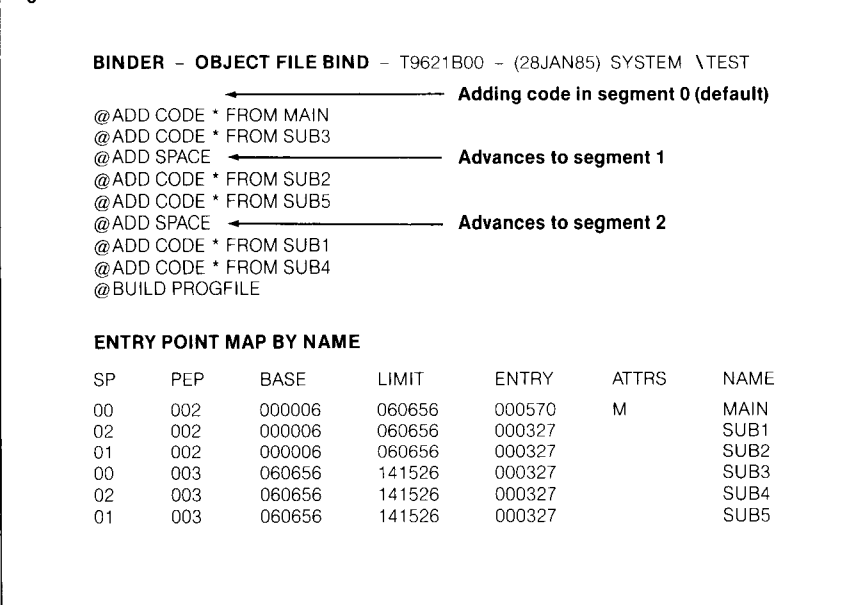 BINDER – OBJECT FILE BIND – T9621B00 – (28JAN85) SYSTEM \TEST
Adding code in segment 0 (default)
@ADD CODE * FROM MAIN
@ADD CODE * FROM SUB3
@ADD SPACE Advances to segment 1
@ADD CODE * FROM SUB2
@ADD CODE * FROM SUB5
@ADD SPACE Advances to segment 2
@ADD CODE * FROM SUB1
@ADD CODE * FROM SUB4
@BUILD PROGFILE
ENTRY POINT MAP BY NAME
SP PEP BASE LIMIT ENTRY ATTRS NAME
00 002 000006 060656 000570 M MAIN
02 002 000006 060656 000327 SUB1
01 002 000006 060656 000327 SUB2
00 003 060656 141526 000327 SUB3
02 003 060656 141526 000327 SUB4
01 003 060656 141526 000327 SUB5